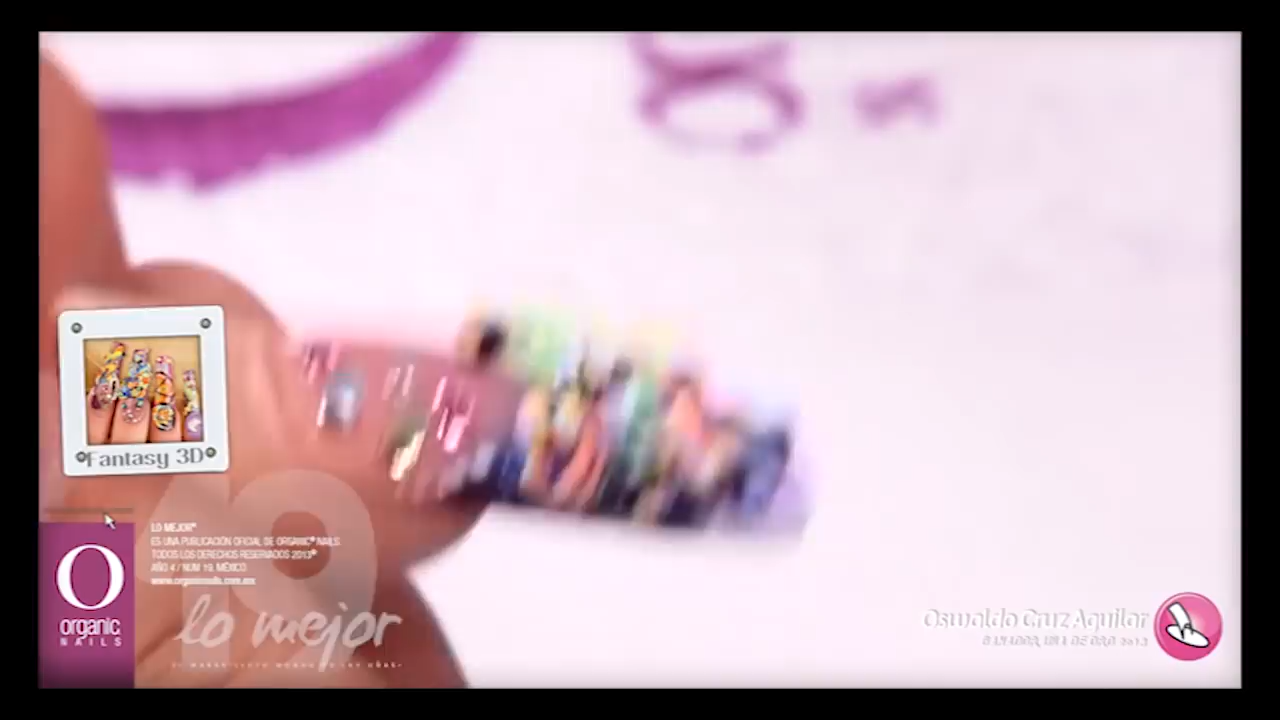 Fantasy 3D
19
LO MEJOR®
ES UNA PUBLICACIÓN OFICIAL DE ORGANIC® NAILS.
TODOS LOS DERECHOS RESERVADOS 2013®
AÑO 4 / NUM 19, MÉXICO
www.organicnails.com.mx
O
organic
NAILS
lo mejor
Oswaldo Cruz Aguilar